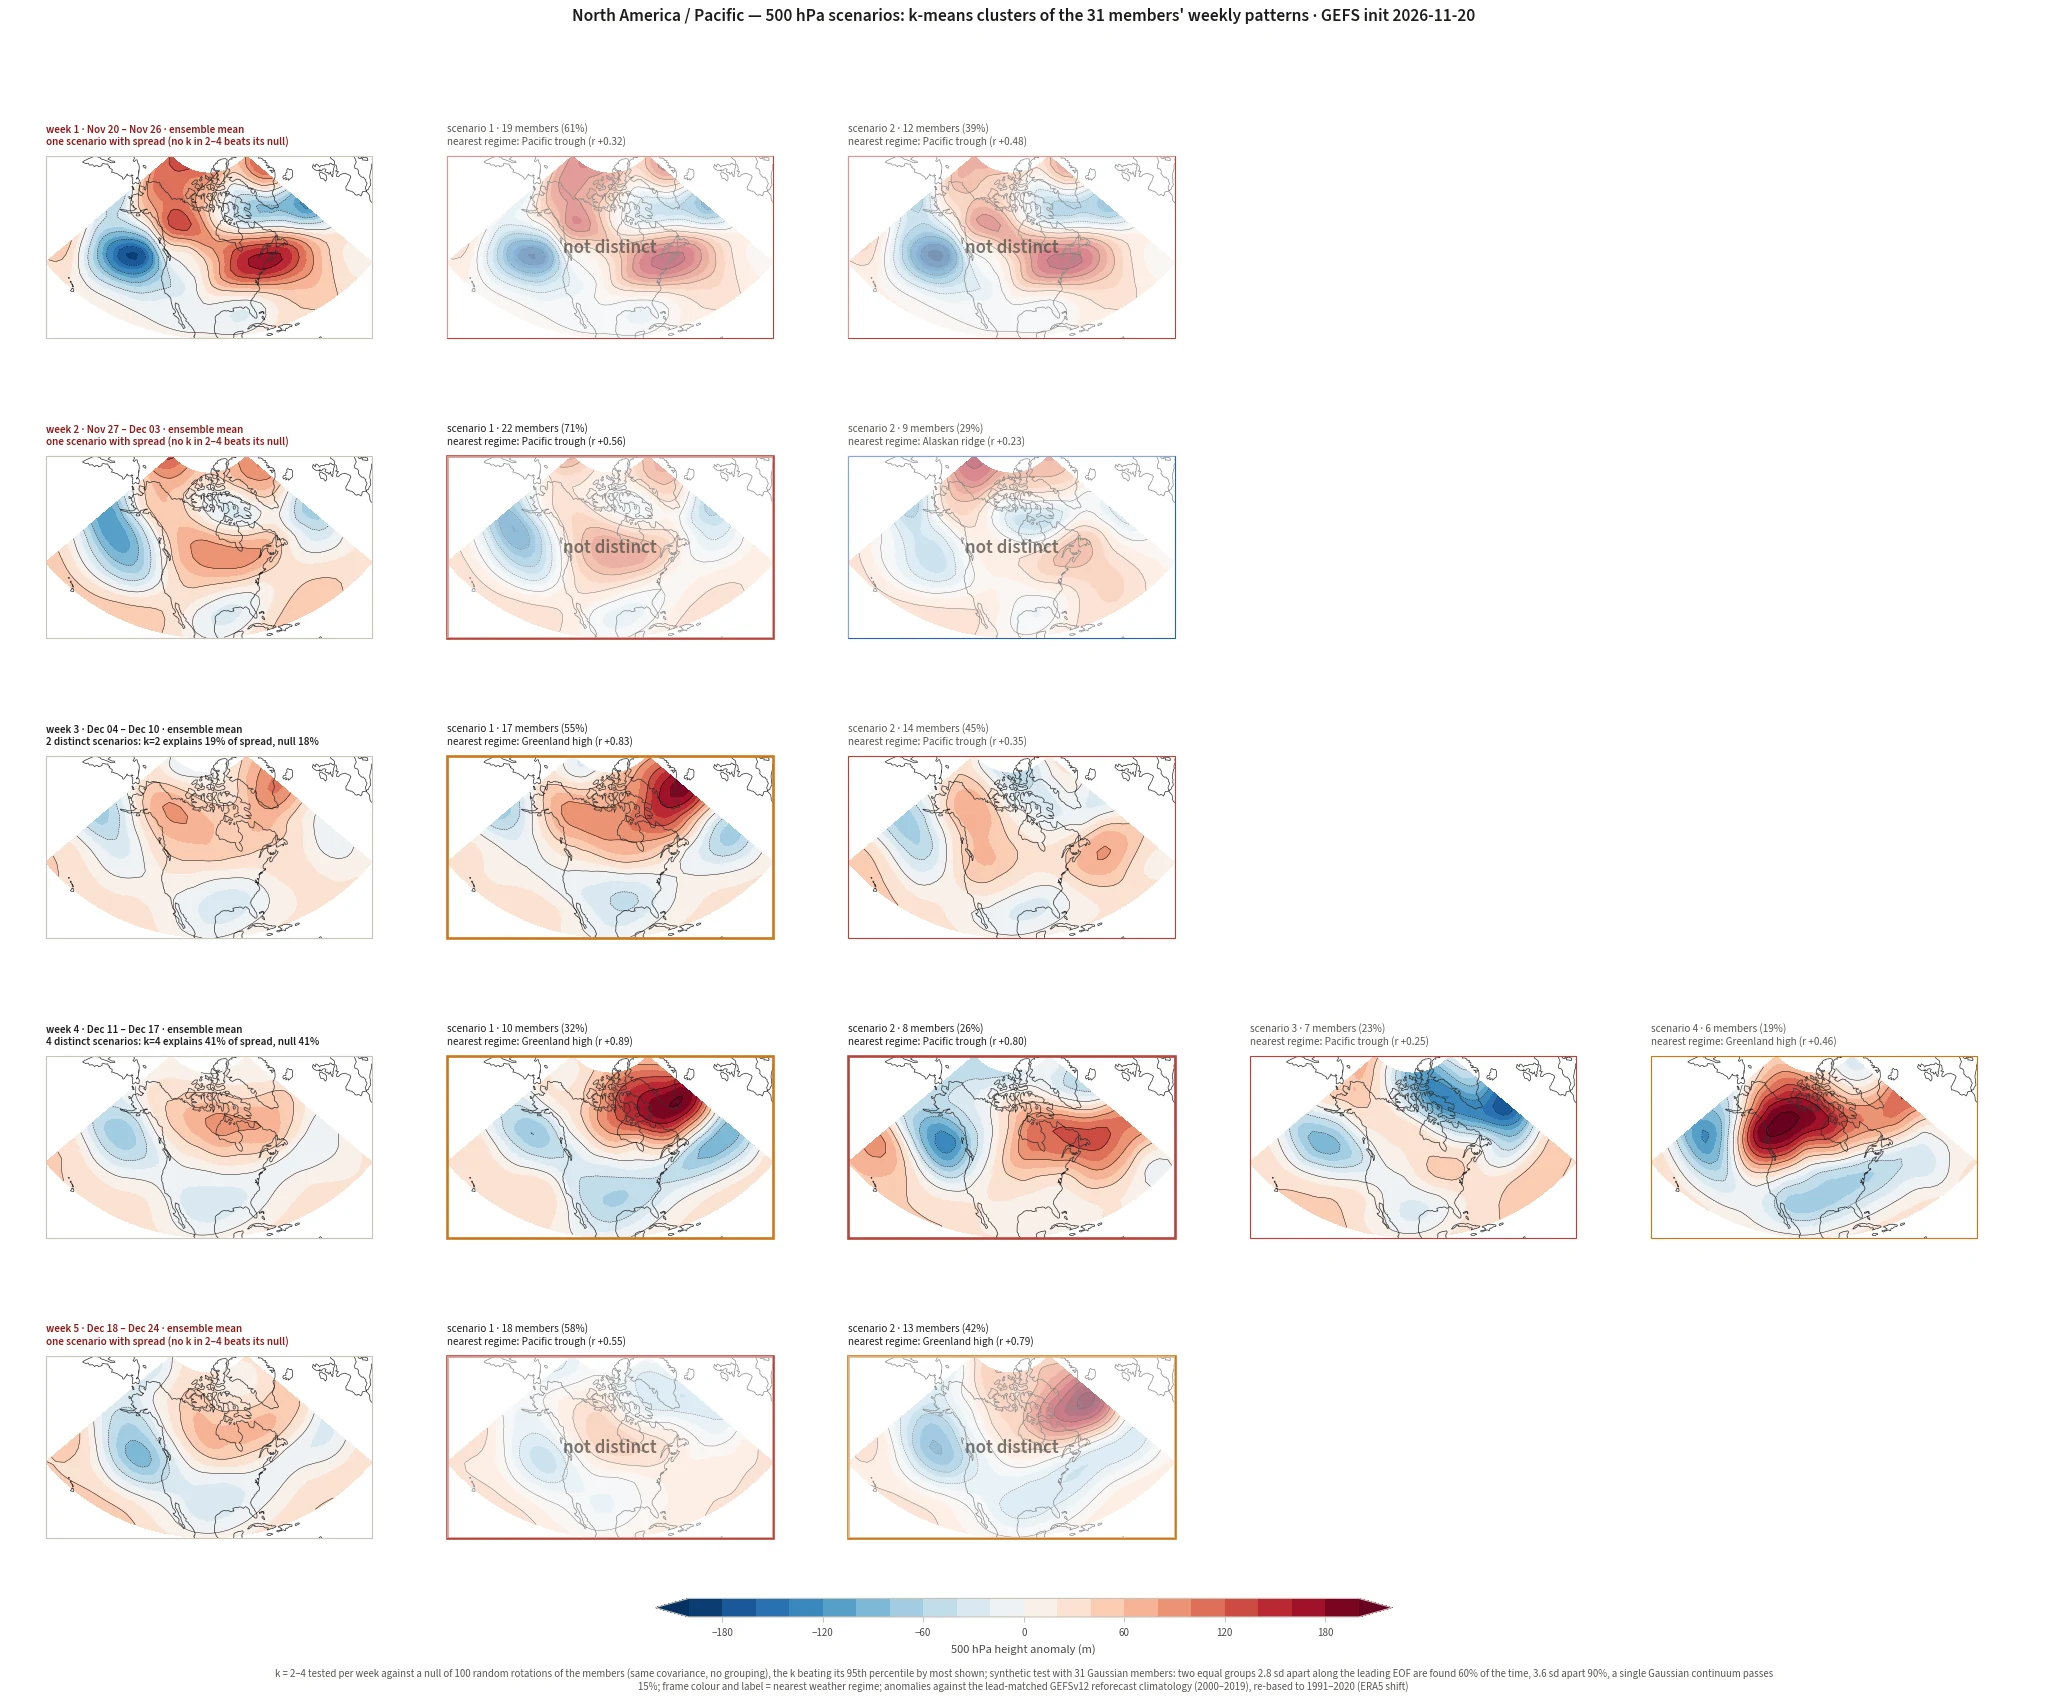 North America / Pacific — 500 hPa scenarios: k-means clusters of the 31 members' weekly patterns · GEFS init 2026-11-20
week 1 · Nov 20 – Nov 26 · ensemble mean
one scenario with spread (no k in 2–4 beats its null)
scenario 1 · 19 members (61%)
nearest regime: Pacific trough (r +0.32)
not distinct
scenario 2 · 12 members (39%)
nearest regime: Pacific trough (r +0.48)
not distinct
week 2 · Nov 27 – Dec 03 · ensemble mean
one scenario with spread (no k in 2–4 beats its null)
scenario 1 · 22 members (71%)
nearest regime: Pacific trough (r +0.56)
not distinct
scenario 2 · 9 members (29%)
nearest regime: Alaskan ridge (r +0.23)
not distinct
week 3 · Dec 04 – Dec 10 · ensemble mean
2 distinct scenarios: k=2 explains 19% of spread, null 18%
scenario 1 · 17 members (55%)
nearest regime: Greenland high (r +0.83)
scenario 2 · 14 members (45%)
nearest regime: Pacific trough (r +0.35)
week 4 · Dec 11 – Dec 17 · ensemble mean
4 distinct scenarios: k=4 explains 41% of spread, null 41%
scenario 1 · 10 members (32%)
nearest regime: Greenland high (r +0.89)
scenario 2 · 8 members (26%)
nearest regime: Pacific trough (r +0.80)
scenario 3 · 7 members (23%)
nearest regime: Pacific trough (r +0.25)
scenario 4 · 6 members (19%)
nearest regime: Greenland high (r +0.46)
week 5 · Dec 18 – Dec 24 · ensemble mean
one scenario with spread (no k in 2–4 beats its null)
scenario 1 · 18 members (58%)
nearest regime: Pacific trough (r +0.55)
not distinct
scenario 2 · 13 members (42%)
nearest regime: Greenland high (r +0.79)
not distinct
−180 −120 −60 0 60 120 180
500 hPa height anomaly (m)
k = 2–4 tested per week against a null of 100 random rotations of the members (same covariance, no grouping), the k beating its 95th percentile by most shown; synthetic test with 31 Gaussian members: two equal groups 2.8 sd apart along the leading EOF are found 60% of the time, 3.6 sd apart 90%, a single Gaussian continuum passes
15%; frame colour and label = nearest weather regime; anomalies against the lead-matched GEFSv12 reforecast climatology (2000–2019), re-based to 1991–2020 (ERA5 shift)